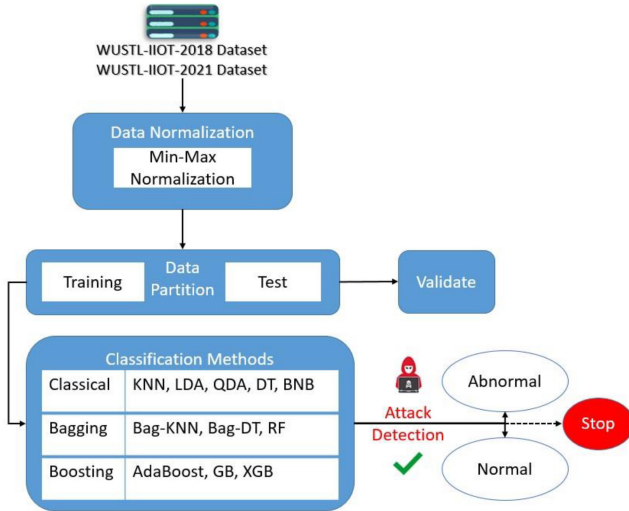 WUSTL-IIOT-2018 Dataset
WUSTL-IIOT-2021 Dataset
Data Normalization
Min-Max
Normalization
Training
Data
Partition
Test
Validate
Classification Methods
Classical KNN, LDA, QDA, DT, BNB
Bagging Bag-KNN, Bag-DT, RF
Boosting AdaBoost, GB, XGB
Attack
Detection
Abnormal
Normal
Stop